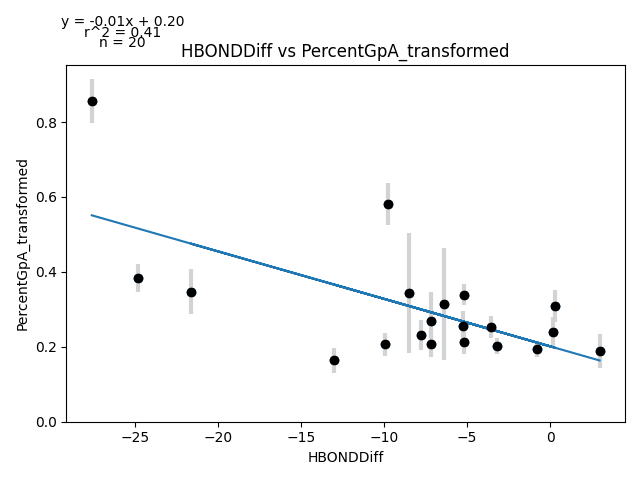 y = -0.01x + 0.20
r^2 = 0.41
n = 20
HBONDDiff vs PercentGpA_transformed
PercentGpA_transformed
0.8
0.6
0.4
0.2
0.0
−25
−20
−15
−10
−5
0
HBONDDiff